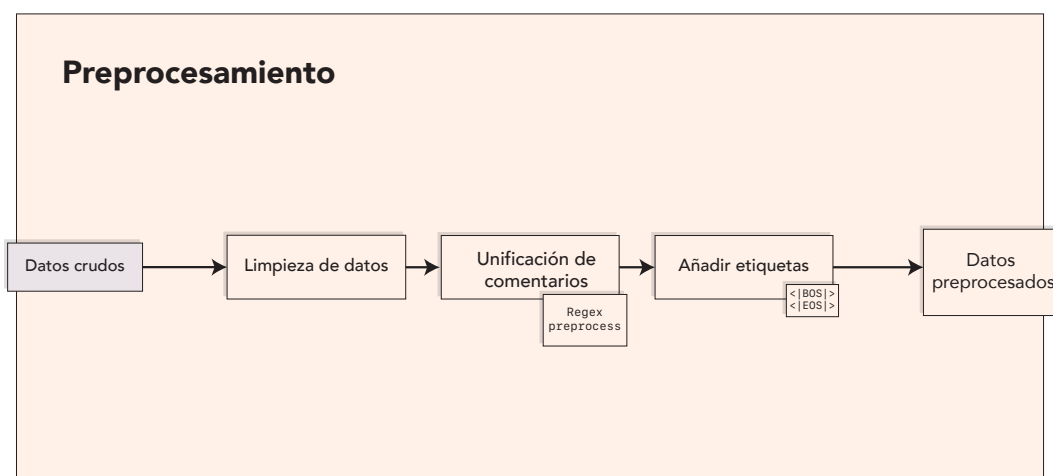 Preprocesamiento
Datos crudos
Limpieza de datos
Unificación de
comentarios
Regex
preprocess
Añadir etiquetas
<|BOS|>
<|EOS|>
Datos
preprocesados